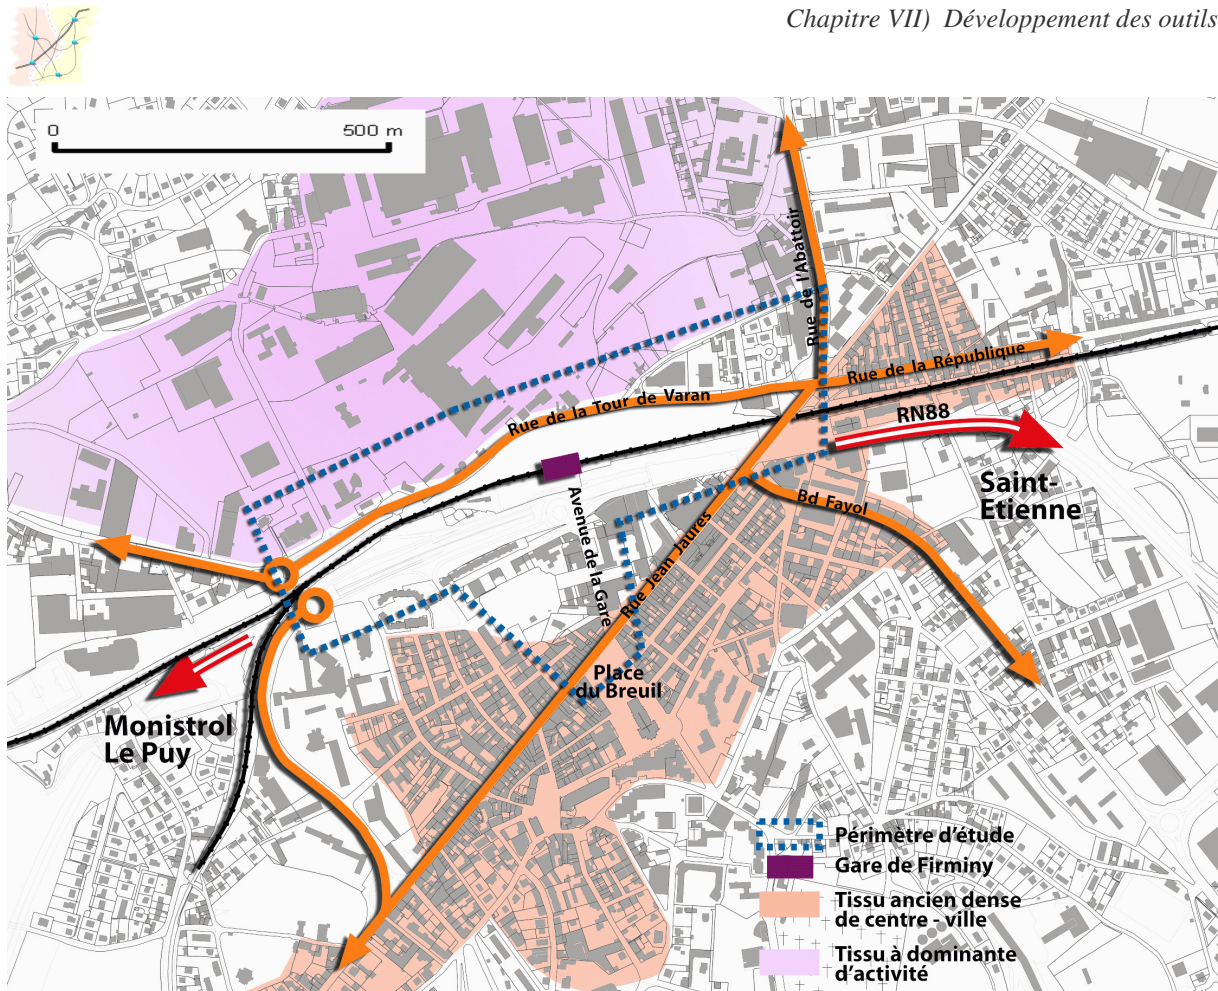 Chapitre VII) Développement des outils
0 500 m
Rue de l'Abattoir
Rue de la République
Rue de la Tour de Varan
RN88
Saint-
Etienne
Bd Fayol
Avenue de la Gare
Rue Jean Jaurès
Place
du Breuil
Monistrol
Le Puy
Périmètre d'étude
Gare de Firminy
Tissu ancien dense
de centre - ville
Tissu à dominante
d'activité